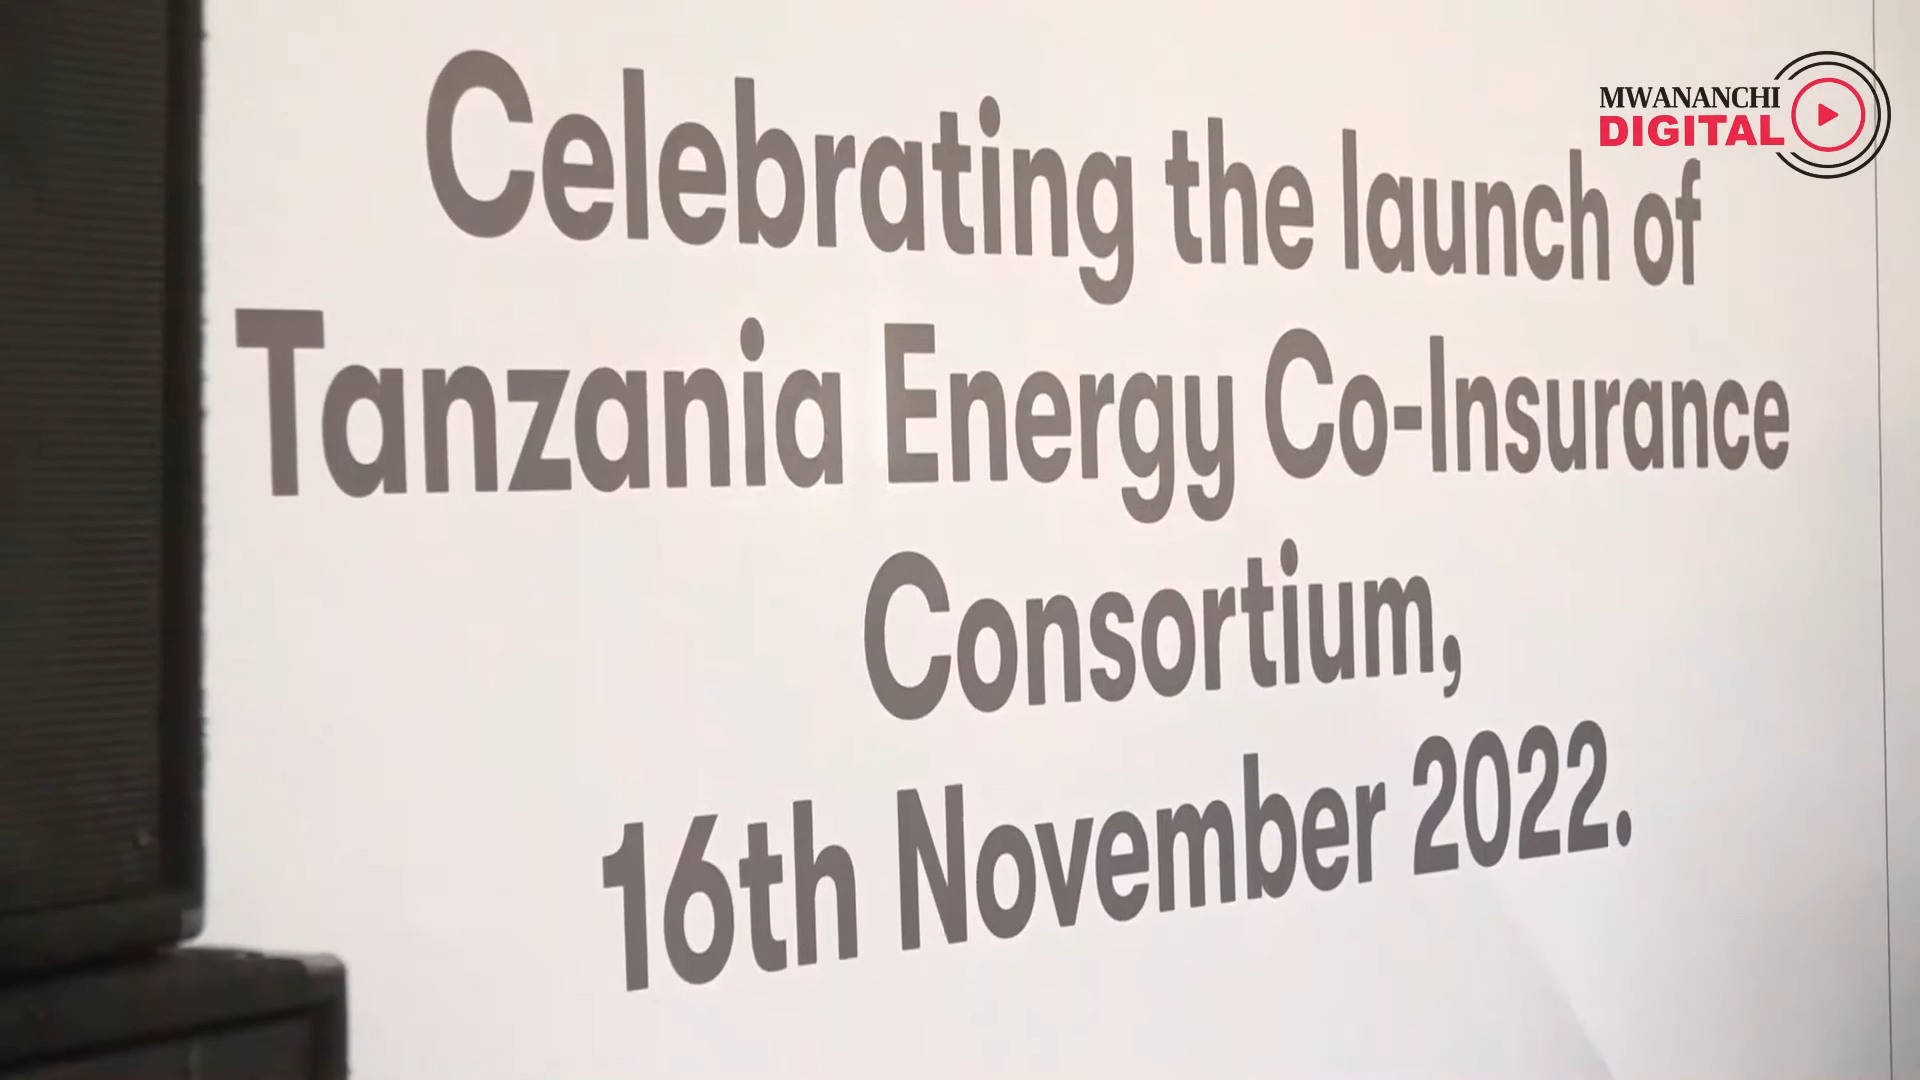 MWANANCHI
DIGITAL
Celebrating the launch of
Tanzania Energy Co-Insurance
Consortium,
16th November 2022.